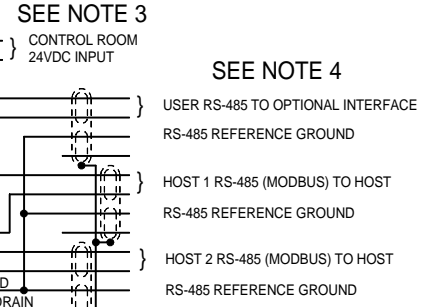 SEE NOTE 3
CONTROL ROOM
24VDC INPUT
SEE NOTE 4
USER RS-485 TO OPTIONAL INTERFACE
RS-485 REFERENCE GROUND
HOST 1 RS-485 (MODBUS) TO HOST
RS-485 REFERENCE GROUND
HOST 2 RS-485 (MODBUS) TO HOST
RS-485 REFERENCE GROUND